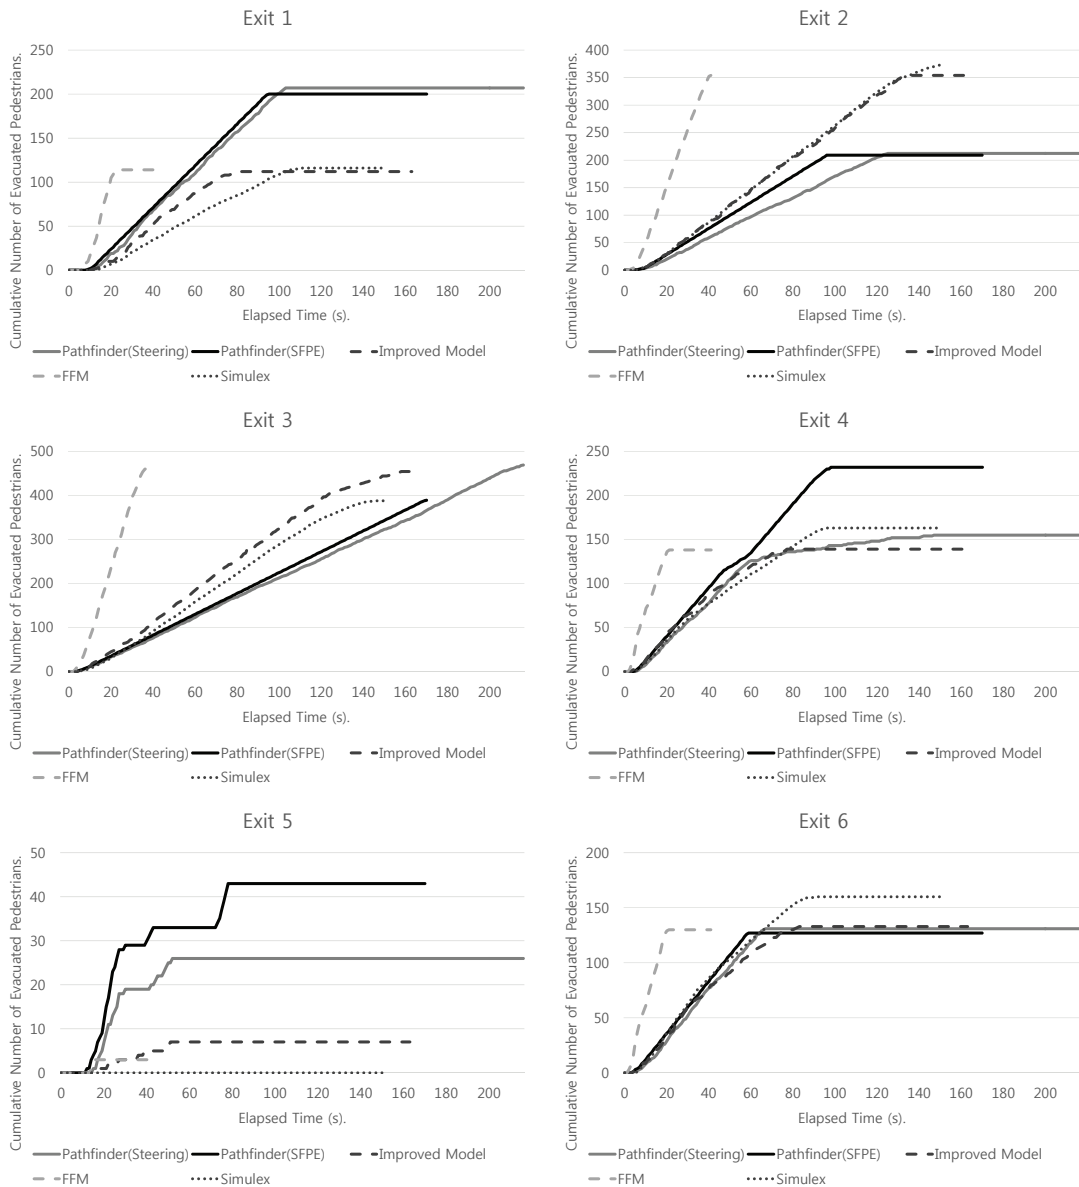 Exit 1
Cumulative Number of Evacuated Pedestrians.
250
200
150
100
50
0
0 20 40 60 80 100 120 140 160 180 200
Elapsed Time (s).
Pathfinder(Steering) Pathfinder(SFPE) Improved Model
FFM Simulex
Exit 2
Cumulative Number of Evacuated Pedestrians.
400
350
300
250
200
150
100
50
0
0 20 40 60 80 100 120 140 160 180 200
Elapsed Time (s).
Pathfinder(Steering) Pathfinder(SFPE) Improved Model
FFM Simulex
Exit 3
Cumulative Number of Evacuated Pedestrians.
500
400
300
200
100
0
0 20 40 60 80 100 120 140 160 180 200
Elapsed Time (s).
Pathfinder(Steering) Pathfinder(SFPE) Improved Model
FFM Simulex
Exit 4
Cumulative Number of Evacuated Pedestrians.
250
200
150
100
50
0
0 20 40 60 80 100 120 140 160 180 200
Elapsed Time (s).
Pathfinder(Steering) Pathfinder(SFPE) Improved Model
FFM Simulex
Exit 5
Cumulative Number of Evacuated Pedestrians.
50
40
30
20
10
0
0 20 40 60 80 100 120 140 160 180 200
Elapsed Time (s).
Pathfinder(Steering) Pathfinder(SFPE) Improved Model
FFM Simulex
Exit 6
Cumulative Number of Evacuated Pedestrians.
200
150
100
50
0
0 20 40 60 80 100 120 140 160 180 200
Elapsed Time (s).
Pathfinder(Steering) Pathfinder(SFPE) Improved Model
FFM Simulex